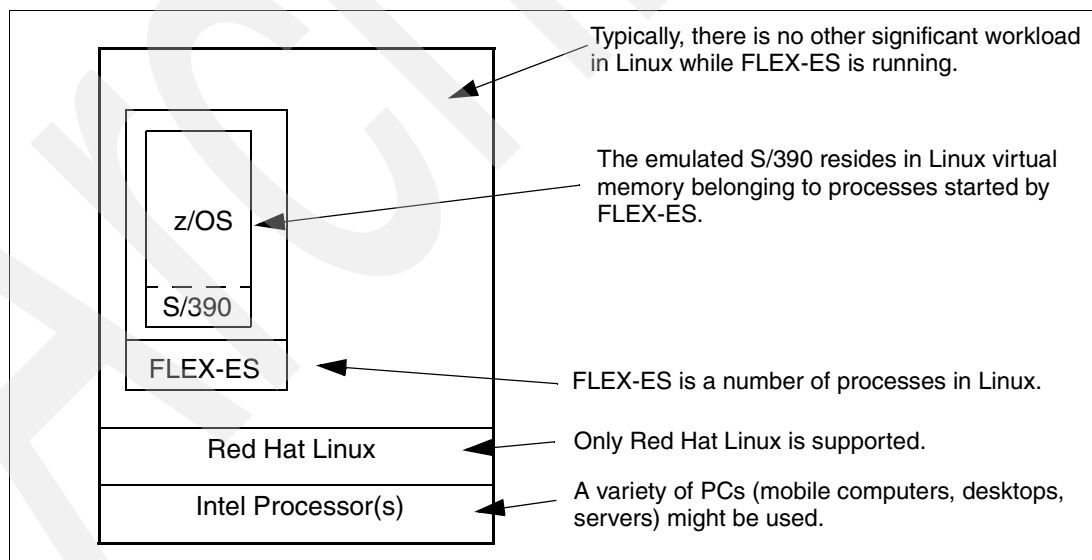 Typically, there is no other significant workload
in Linux while FLEX-ES is running.
The emulated S/390 resides in Linux virtual
memory belonging to processes started by
FLEX-ES.
z/OS
S/390
FLEX-ES
FLEX-ES is a number of processes in Linux.
Red Hat Linux
Only Red Hat Linux is supported.
Intel Processor(s)
A variety of PCs (mobile computers, desktops,
servers) might be used.